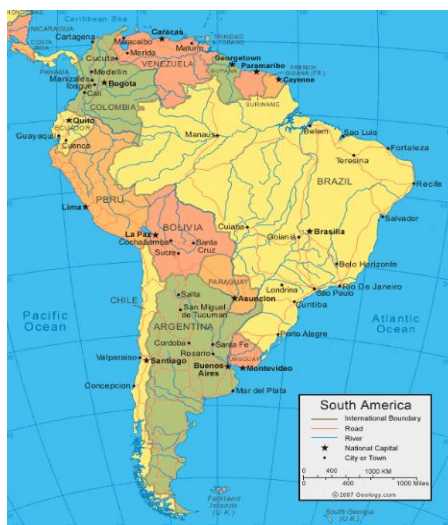 Caribbean Sea
NICARAGUA
COSTA
RICA
PANAMA
Cartagena
Maracaibo
Caracas
TRINIDAD
& TOBAGO
Maturin
Merida
Cucuta
VENEZUELA
Georgetown
Paramaribo
Cayenne
GUYANA
FRENCH
GUIANA (FR.)
SURINAME
Medellin
Manizales
Ibague
Bogota
Cali
COLOMBIA
Quito
ECUADOR
Guayaquil
Cuenca
Manaus
Belem
Sao Luis
Fortaleza
Teresina
Recife
BRAZIL
PERU
Lima
Salvador
BOLIVIA
La Paz
Cochabamba
Santa
Cruz
Sucre
Cuiaba
Goiania
Brasilia
Belo Horizonte
Rio De Janeiro
Sao Paulo
Londrina
Curitiba
PARAGUAY
Asuncion
CHILE
Salta
San Miguel
de Tucuman
ARGENTINA
Porto Alegre
Pacific
Ocean
Atlantic
Ocean
Cordoba
Santa Fe
Rosario
URUGUAY
Valparaiso
Santiago
Buenos
Aires
Montevideo
Concepcion
Mar del Plata
South America
International Boundary
Road
River
National Capital
City or Town
0 400 1000 KM
0 400 1000 Miles
© 2007 Geology.com
Falkland
Islands
(U.K.)
South Georgia
(U.K.)